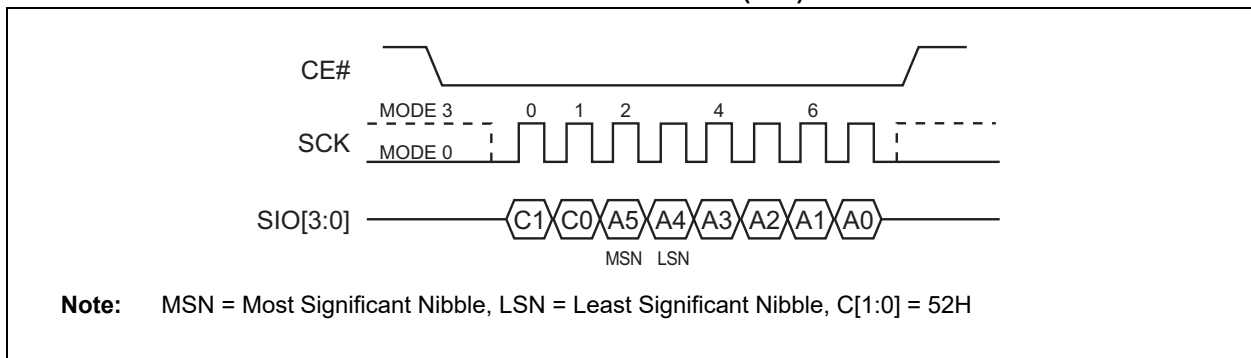 CE#
MODE 3 0 1 2 4 6
SCK
MODE 0
SIO[3:0] C1 C0 A5 A4 A3 A2 A1 A0
MSN LSN
Note: MSN = Most Significant Nibble, LSN = Least Significant Nibble, C[1:0] = 52H